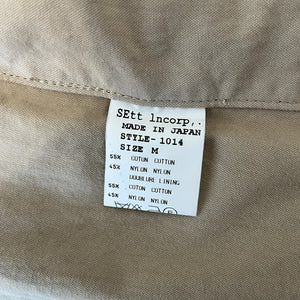 SEtt lncorp,.
MADE IN JAPAN
STYLE-1014
SIZE M
55% COTON COTTON
45% NYLON NYLON
DOUBLURE LINING
55% COTON COTTON
45% NYLON NYLON